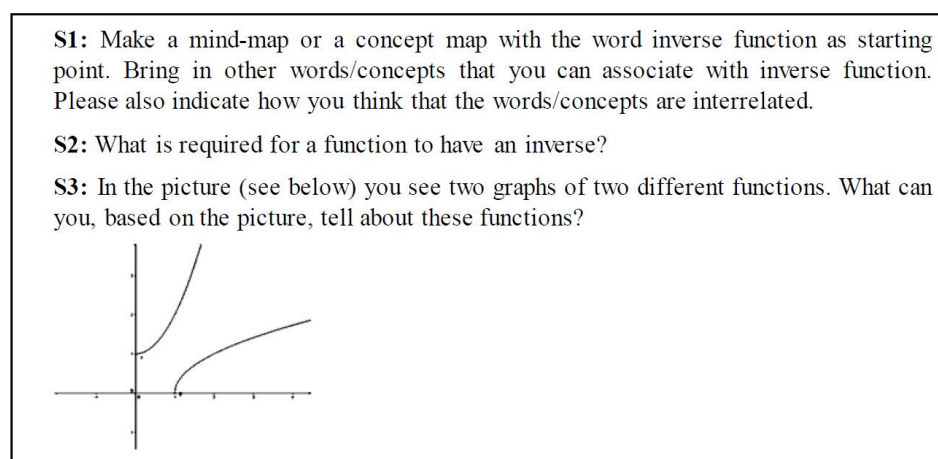 S1: Make a mind-map or a concept map with the word inverse function as starting
point. Bring in other words/concepts that you can associate with inverse function.
Please also indicate how you think that the words/concepts are interrelated.
S2: What is required for a function to have an inverse?
S3: In the picture (see below) you see two graphs of two different functions. What can
you, based on the picture, tell about these functions?